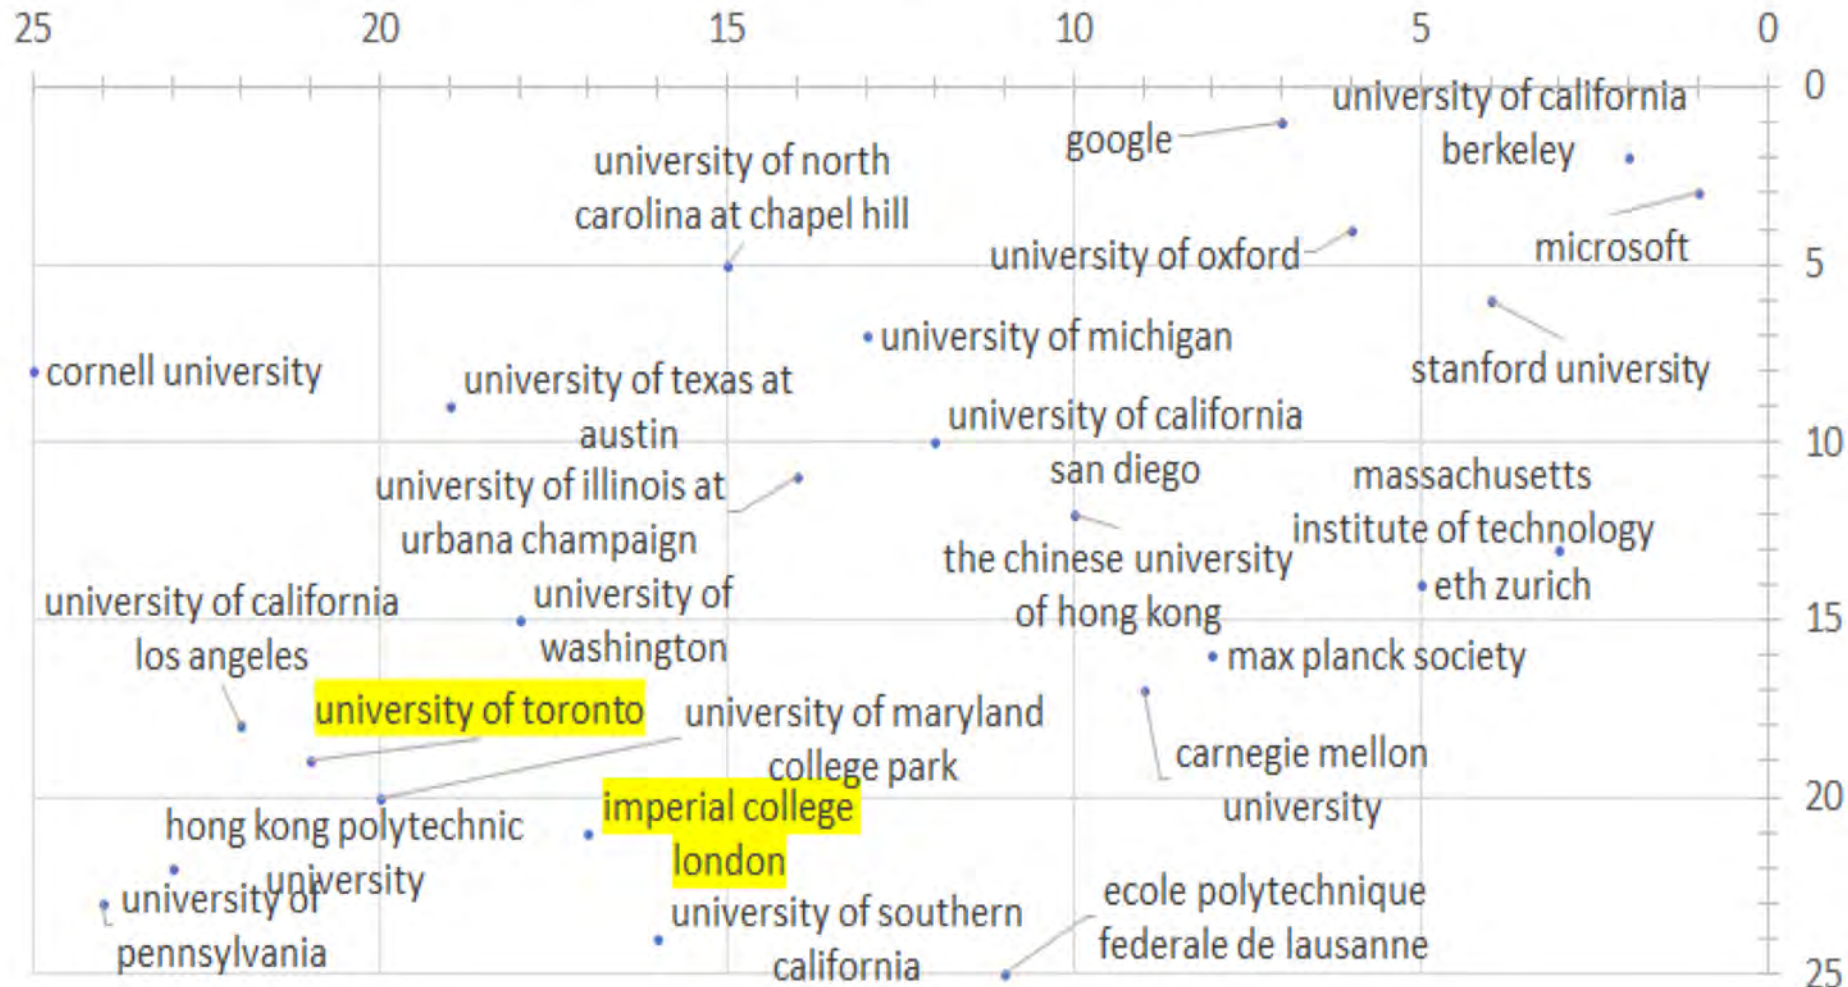 25 20 15 10 5 0
0
university of california
berkeley
google
university of north
carolina at chapel hill
university of oxford
microsoft
5
university of michigan
stanford university
cornell university
university of texas at
austin
university of california
san diego
10
university of illinois at
urbana champaign
massachusetts
institute of technology
the chinese university
of hong kong
eth zurich
university of california
los angeles
university of
washington
15
max planck society
university of toronto
university of maryland
college park
carnegie mellon
university
imperial college
london
20
hong kong polytechnic
university
university of
pennsylvania
university of southern
california
ecole polytechnique
federale de lausanne
25